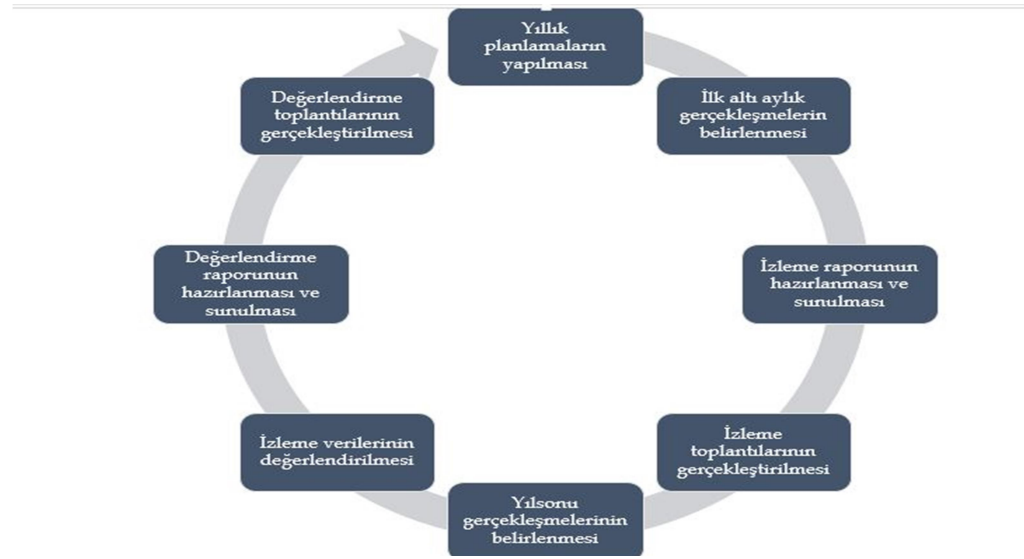 Yıllık
planlamaların
yapılması
İlk altı aylık
gerçekleşmelerin
belirlenmesi
İzleme raporunun
hazırlanması ve
sunulması
İzleme
toplantılarının
gerçekleştirilmesi
Yılsonu
gerçekleşmelerinin
belirlenmesi
İzleme verilerinin
değerlendirilmesi
Değerlendirme
raporunun
hazırlanması ve
sunulması
Değerlendirme
toplantılarının
gerçekleştirilmesi